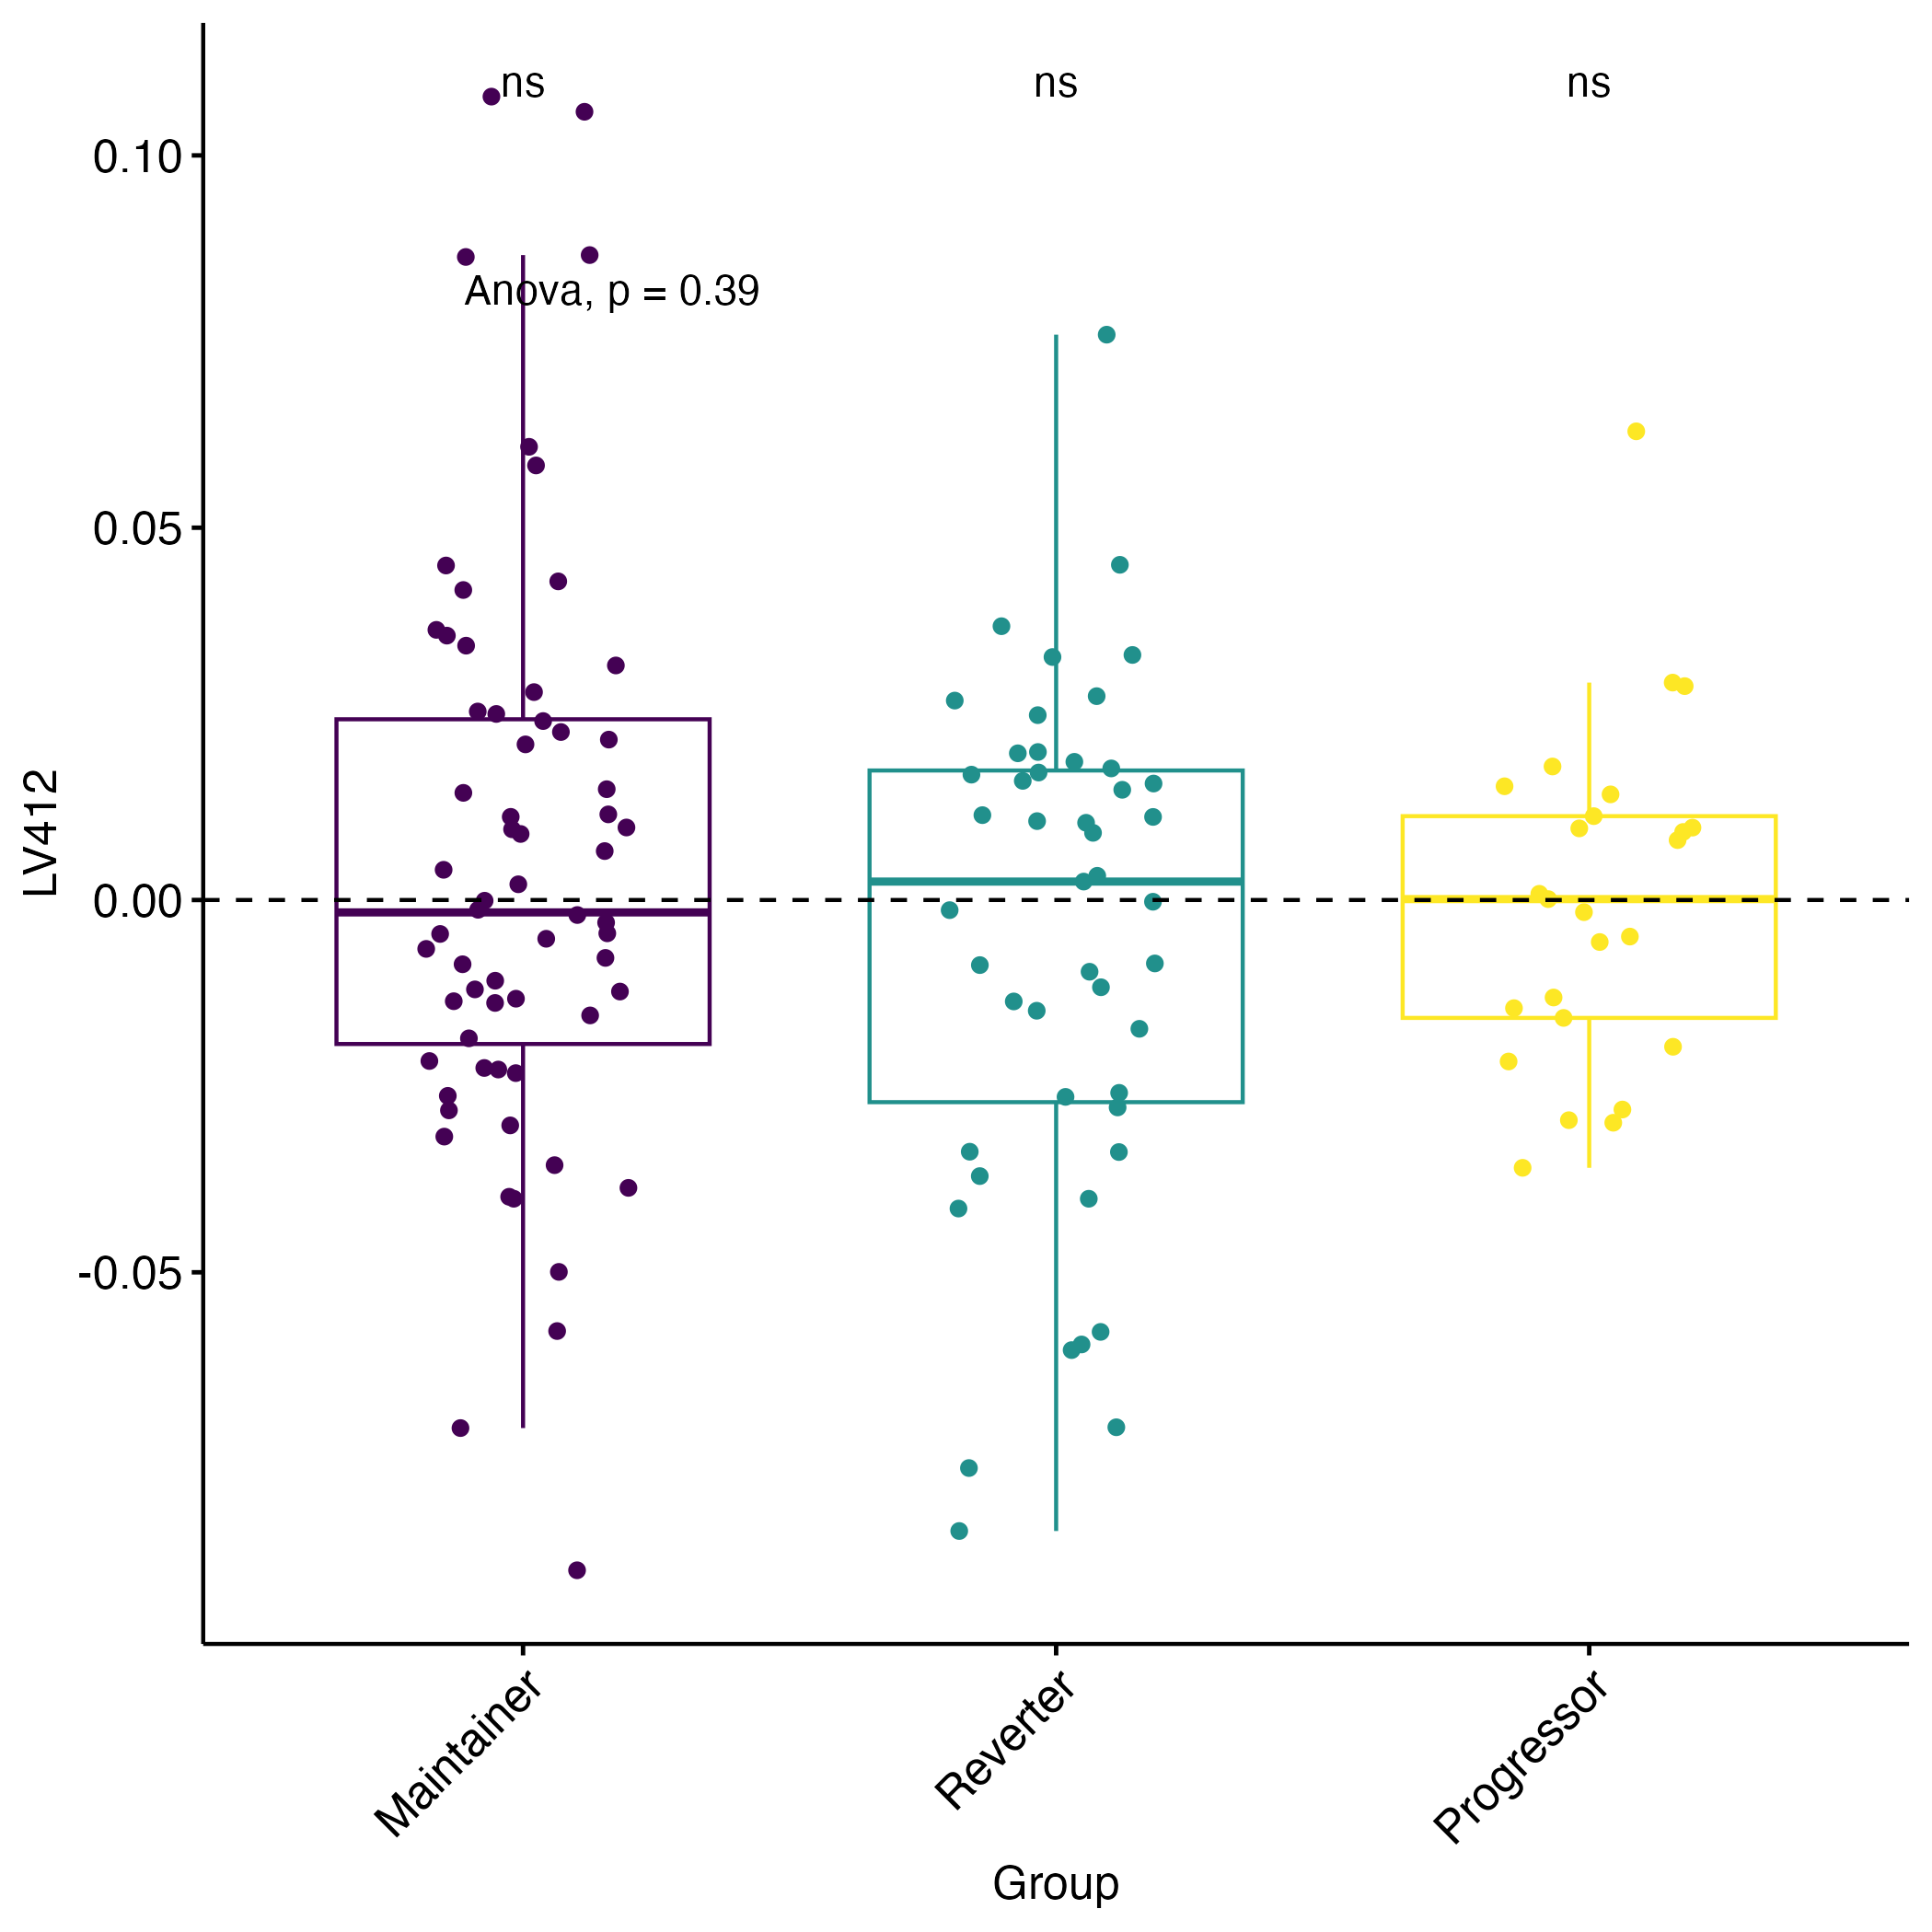 ns ns ns
Anova, p = 0.39
0.10
0.05
0.00
-0.05
LV412
Maintainer Reverter Progressor
Group